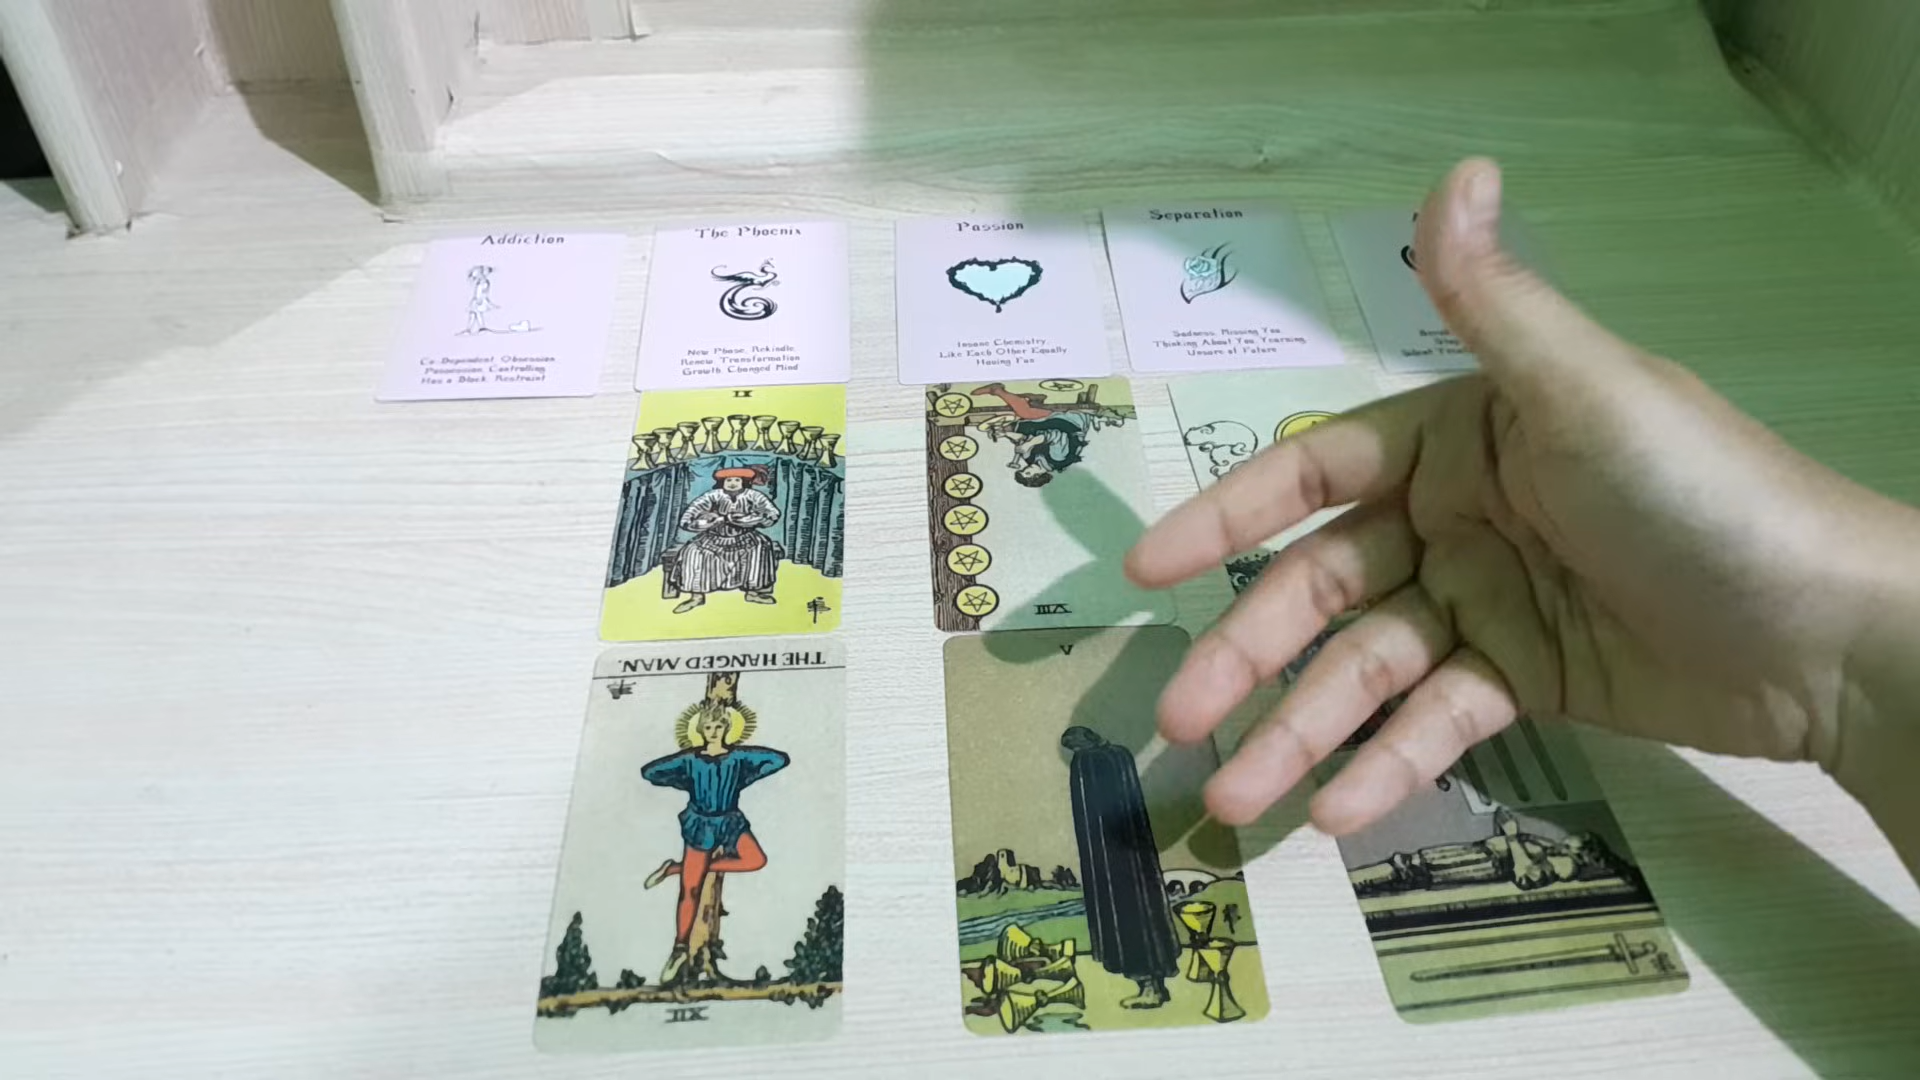 Addiction
Co-Dependent Obsession
Possession, Controlling
Has a Block, Restraint
The Phoenix
New Phase, Rekindle
Renew Transformation
Growth, Changed Mind
Passion
Insane Chemistry
Like Each Other Equally
Having Fun
Separation
Sadness, Missing You
Thinking About You Yearning
Unsure of Future
IX
VIII
THE HANGED MAN.
XII
V